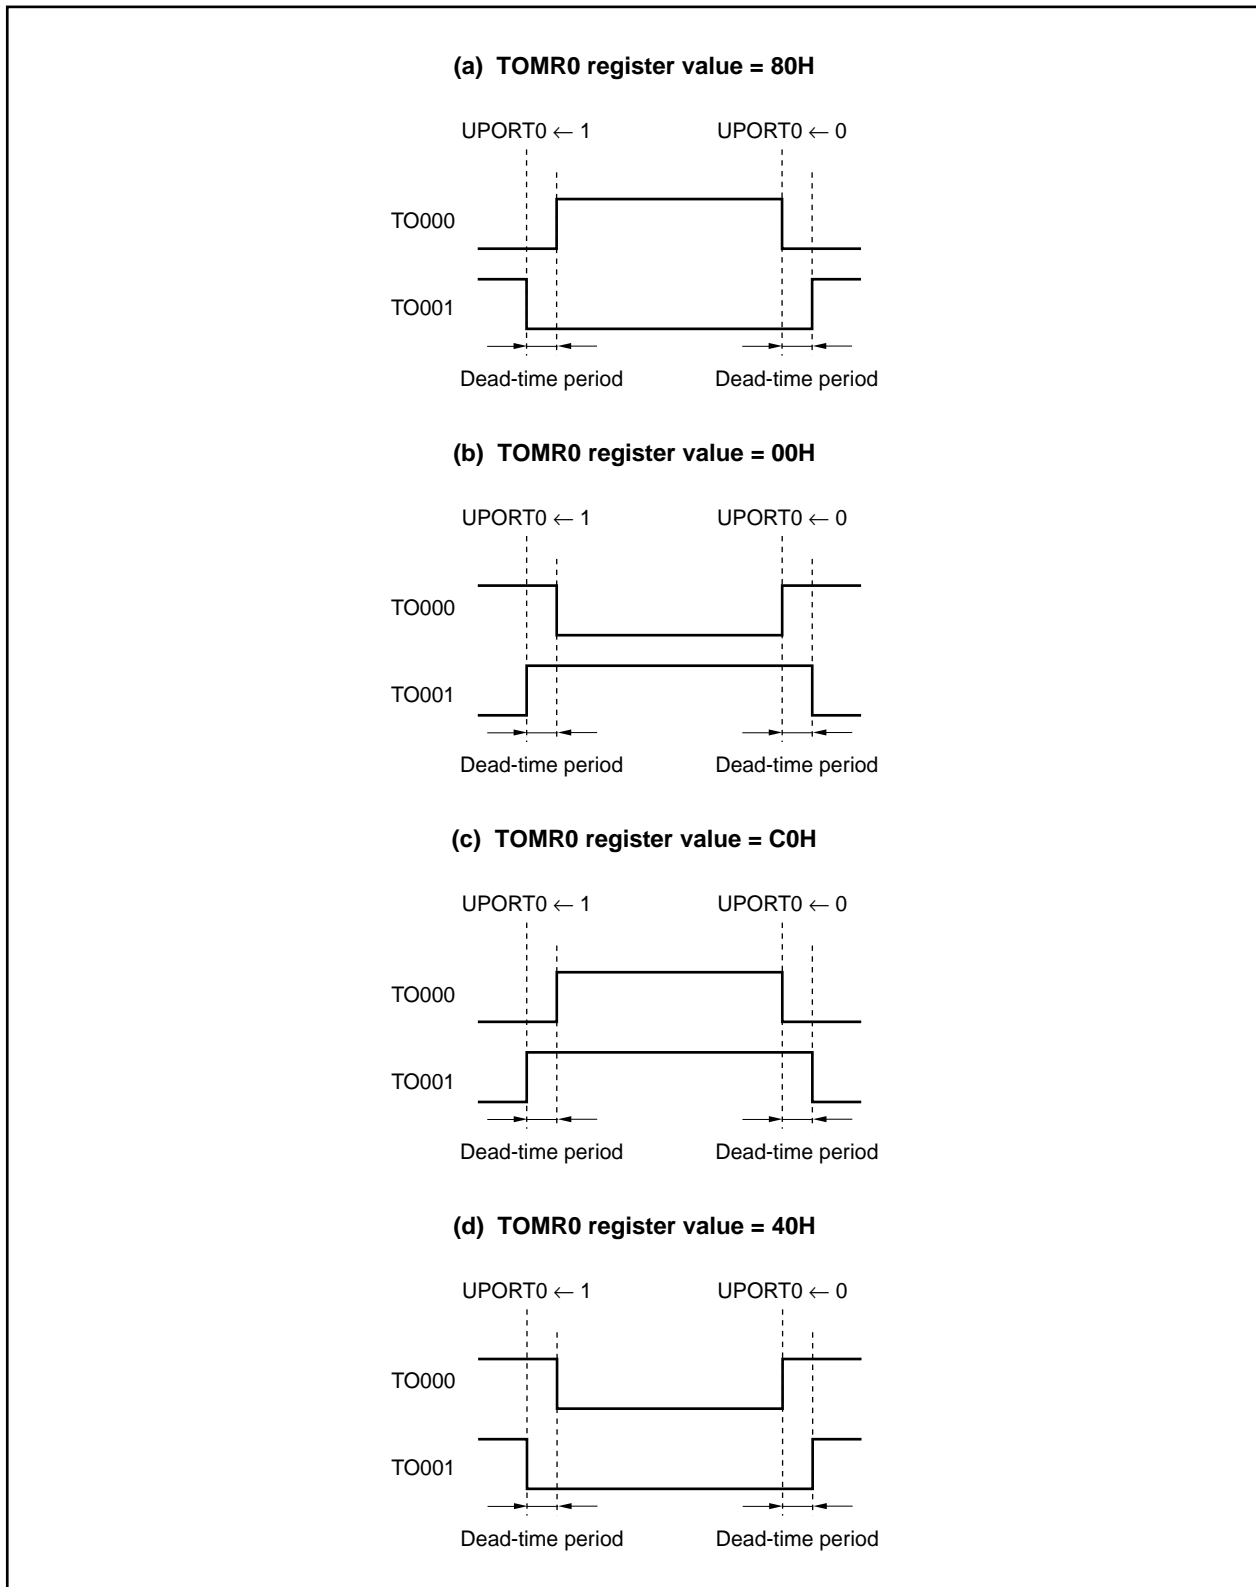 (a) TOMR0 register value = 80H
UPORT0 ← 1 UPORT0 ← 0
TO000
TO001
Dead-time period Dead-time period
(b) TOMR0 register value = 00H
UPORT0 ← 1 UPORT0 ← 0
TO000
TO001
Dead-time period Dead-time period
(c) TOMR0 register value = C0H
UPORT0 ← 1 UPORT0 ← 0
TO000
TO001
Dead-time period Dead-time period
(d) TOMR0 register value = 40H
UPORT0 ← 1 UPORT0 ← 0
TO000
TO001
Dead-time period Dead-time period